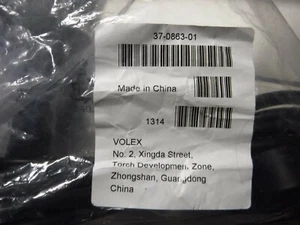 37-0863-01
Made in China
1314
VOLEX
No. 2, Xingda Street,
Torch Development Zone,
Zhongshan, Guangdong
China